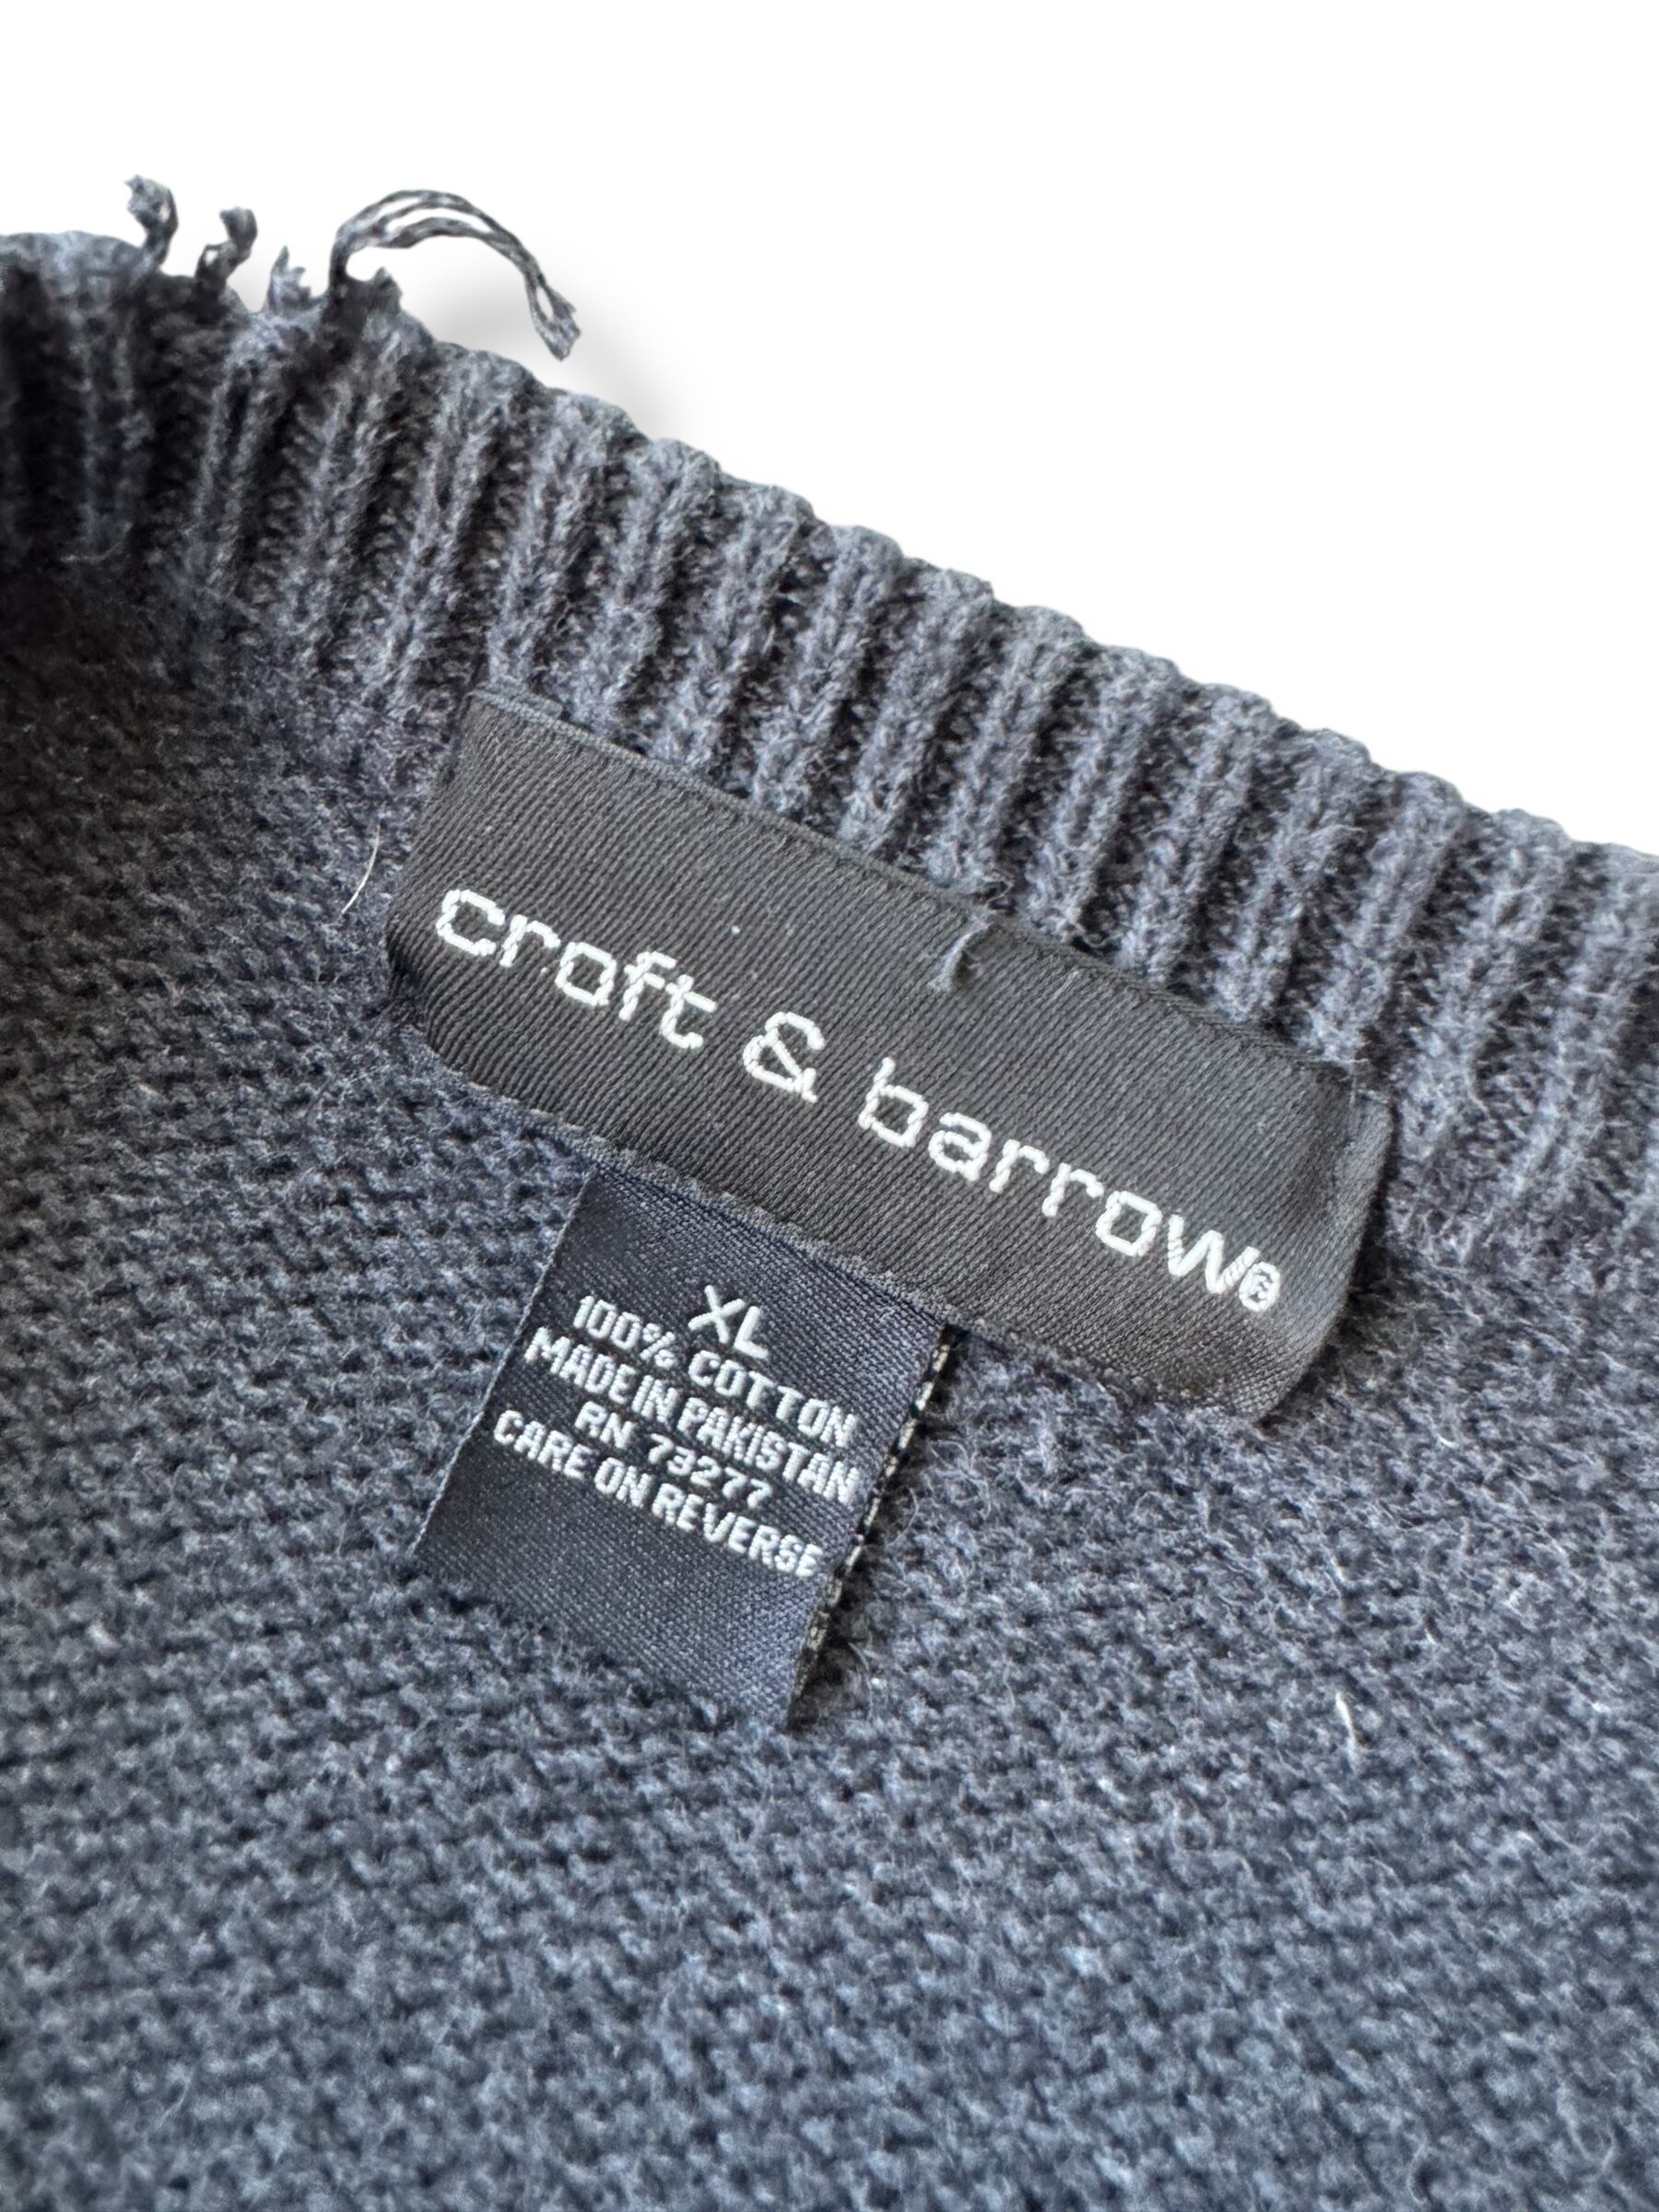 croft & barrow®
XL
100% COTTON
MADE IN PAKISTAN
RN 73277
CARE ON REVERSE